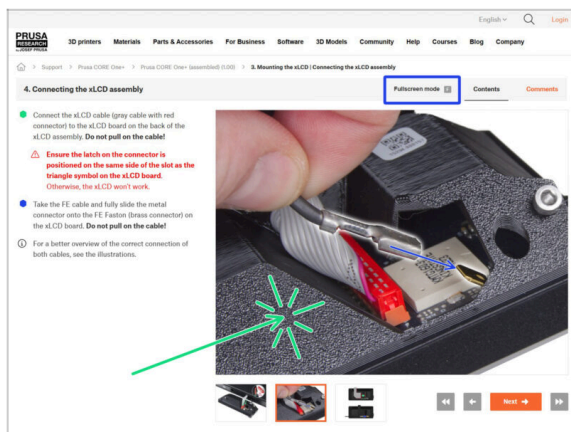 English
Login
PRUSA
RESEARCH
BY JOSEF PRUSA
3D printers Materials Parts & Accessories For Business Software 3D Models Community Help Courses Blog Company
Support > Prusa CORE One+ > Prusa CORE One+ (assembled) (1.00) > 3. Mounting the xLCD | Connecting the xLCD assembly
4. Connecting the xLCD assembly
Fullscreen mode F
Contents
Comments
Connect the xLCD cable (gray cable with red
connector) to the xLCD board on the back of the
xLCD assembly. Do not pull on the cable!
Ensure the latch on the connector is
positioned on the same side of the slot as the
triangle symbol on the xLCD board.
Otherwise, the xLCD won't work.
Take the FE cable and fully slide the metal
connector onto the FE Faston (brass connector) on
the xLCD board. Do not pull on the cable!
For a better overview of the correct connection of
both cables, see the illustrations.
Next